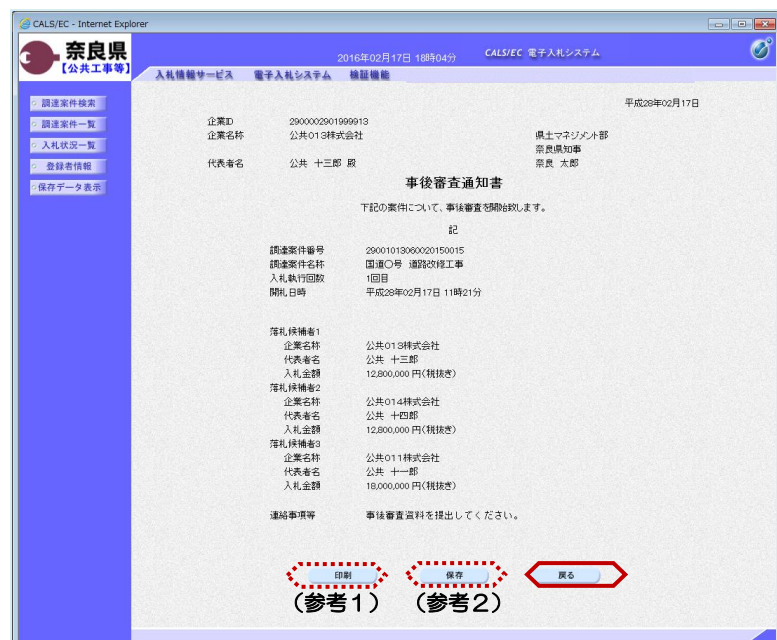 CALS/EC - Internet Explorer
奈良県
【公共工事等】
2016年02月17日 18時04分
CALS/EC 電子入札システム
入札情報サービス 電子入札システム 検証機能
調達案件検索
調達案件一覧
入札状況一覧
登録者情報
保存データ表示
平成28年02月17日
企業ID 2900002901999913
企業名称 公共013株式会社 県土マネジメント部
奈良県知事
代表者名 公共 十三郎 殿 奈良 太郎
事後審査通知書
下記の案件について、事後審査を開始致します。
記
調達案件番号 29001013060020150015
調達案件名称 国道○号 道路改修工事
入札執行回数 1回目
開札日時 平成28年02月17日 11時21分
落札候補者1
企業名称 公共013株式会社
代表者名 公共 十三郎
入札金額 12,800,000 円(税抜き)
落札候補者2
企業名称 公共014株式会社
代表者名 公共 十四郎
入札金額 12,800,000 円(税抜き)
落札候補者3
企業名称 公共011株式会社
代表者名 公共 十一郎
入札金額 18,000,000 円(税抜き)
連絡事項等 事後審査資料を提出してください。
印刷 保存 戻る
(参考1) (参考2)